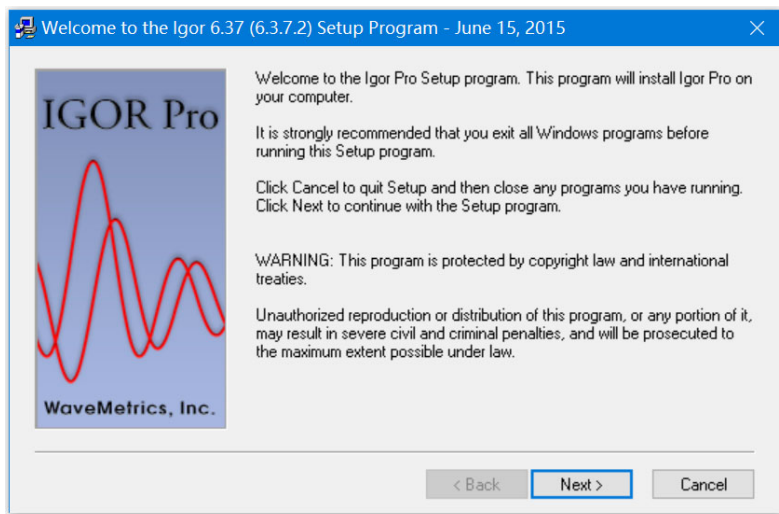 Welcome to the Igor 6.37 (6.3.7.2) Setup Program - June 15, 2015
IGOR Pro
WaveMetrics, Inc.
Welcome to the Igor Pro Setup program. This program will install Igor Pro on
your computer.
It is strongly recommended that you exit all Windows programs before
running this Setup program.
Click Cancel to quit Setup and then close any programs you have running.
Click Next to continue with the Setup program.
WARNING: This program is protected by copyright law and international
treaties.
Unauthorized reproduction or distribution of this program, or any portion of it,
may result in severe civil and criminal penalties, and will be prosecuted to
the maximum extent possible under law.
< Back
Next >
Cancel